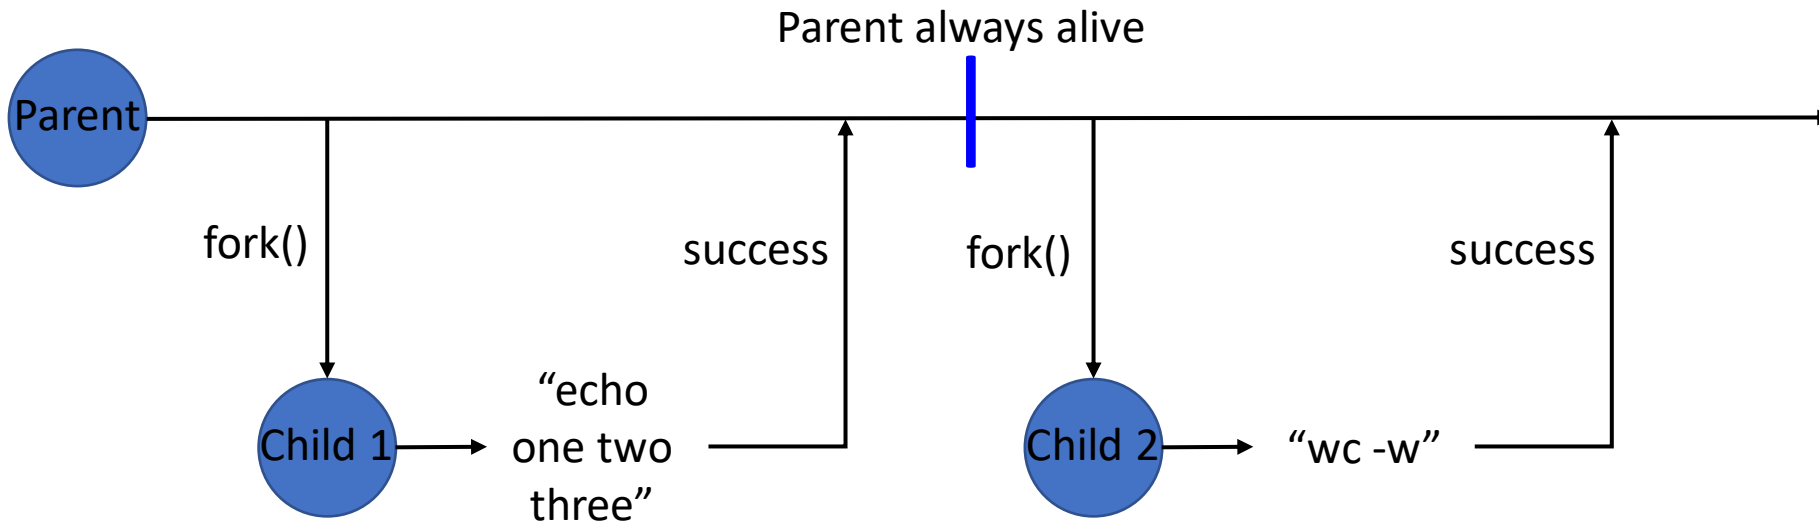 Parent always alive
Parent
fork()
success
fork()
success
Child 1
“echo
one two
three”
Child 2
“wc -w”